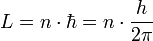 L = n · ħ = n · h / 2π